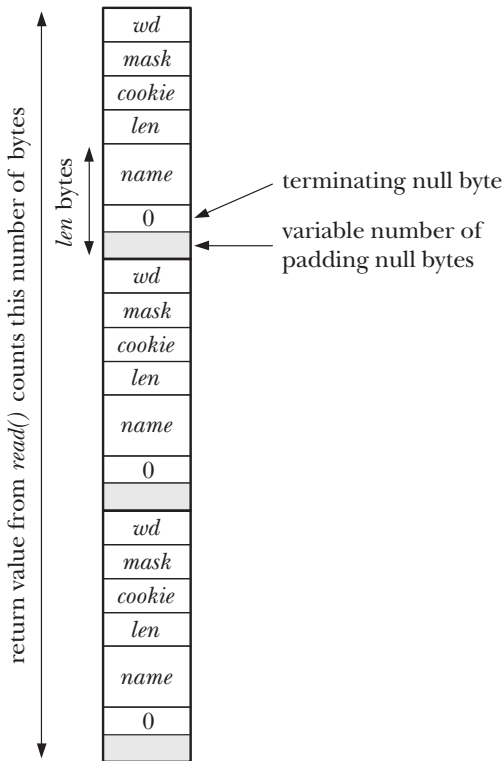 return value from read() counts this number of bytes
wd
mask
cookie
len
len bytes
name
0
terminating null byte
variable number of
padding null bytes
wd
mask
cookie
len
name
0
wd
mask
cookie
len
name
0